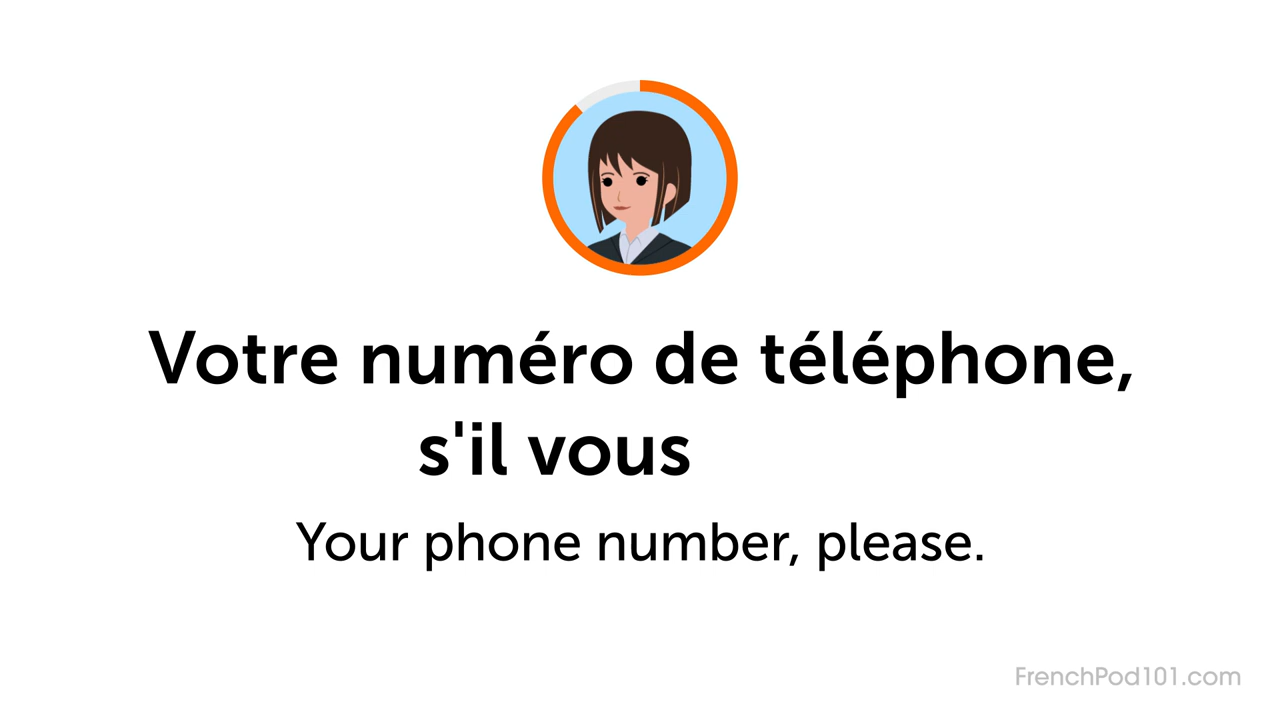 Votre numéro de téléphone,
s'il vous
Your phone number, please.
FrenchPod101.com